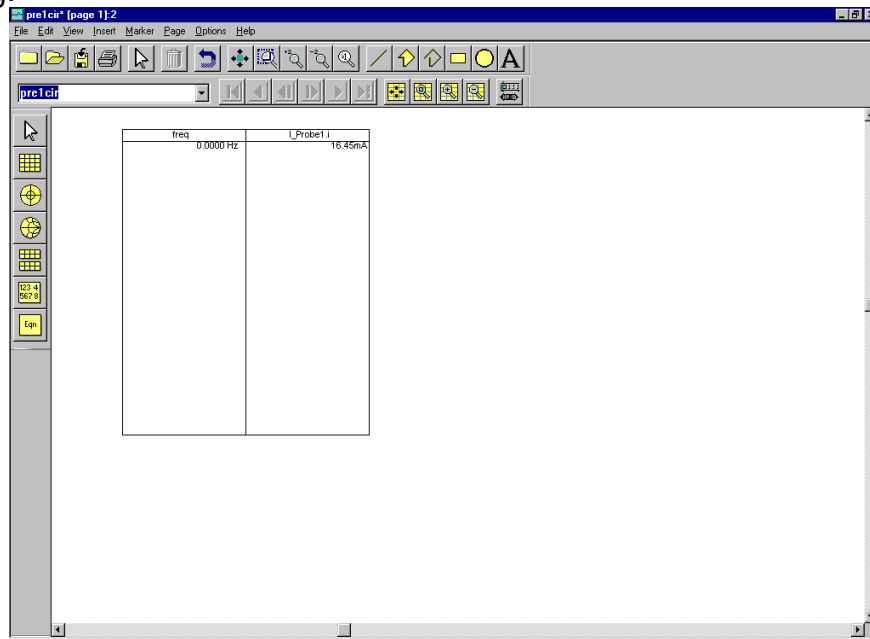 pre1cir* [page 1]:2
File Edit View Insert Marker Page Options Help
A
pre1cir
freq I_Probe1.i
0.0000 Hz 16.45mA
123 4
567 8
Eqn